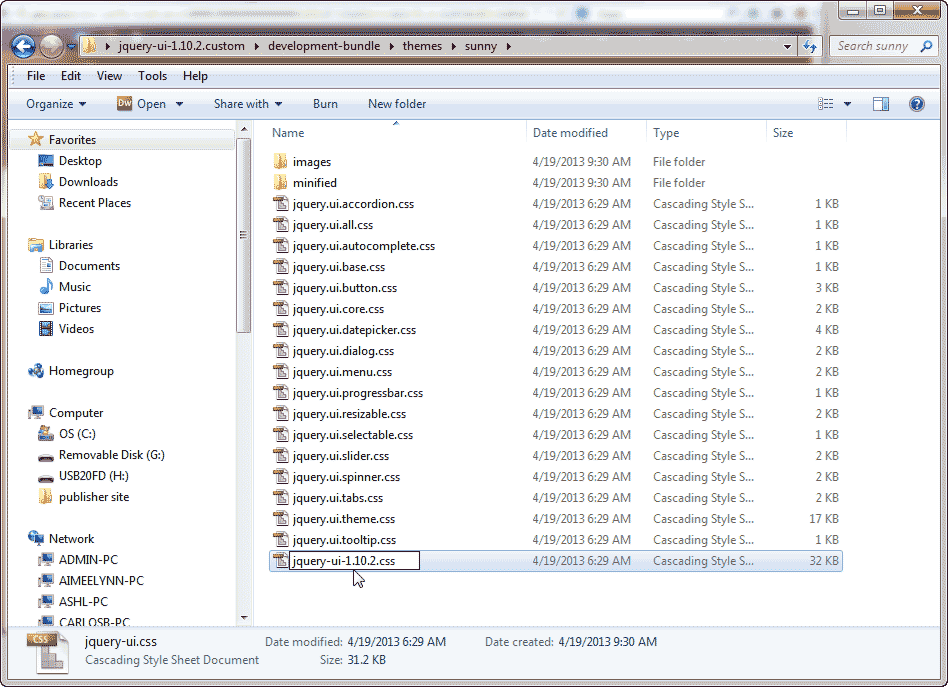 jquery-ui-1.10.2.custom development-bundle themes sunny Search sunny
File Edit View Tools Help
Organize Dw Open Share with Burn New folder
Name Date modified Type Size
Favorites
Desktop
Downloads
Recent Places
Libraries
Documents
Music
Pictures
Videos
Homegroup
Computer
OS (C:)
Removable Disk (G:)
USB20FD (H:)
publisher site
Network
ADMIN-PC
AIMEELYNN-PC
ASHL-PC
CARLOSB-PC
images 4/19/2013 9:30 AM File folder
minified 4/19/2013 9:30 AM File folder
jquery.ui.accordion.css 4/19/2013 6:29 AM Cascading Style S... 1 KB
jquery.ui.all.css 4/19/2013 6:29 AM Cascading Style S... 1 KB
jquery.ui.autocomplete.css 4/19/2013 6:29 AM Cascading Style S... 1 KB
jquery.ui.base.css 4/19/2013 6:29 AM Cascading Style S... 1 KB
jquery.ui.button.css 4/19/2013 6:29 AM Cascading Style S... 3 KB
jquery.ui.core.css 4/19/2013 6:29 AM Cascading Style S... 2 KB
jquery.ui.datepicker.css 4/19/2013 6:29 AM Cascading Style S... 4 KB
jquery.ui.dialog.css 4/19/2013 6:29 AM Cascading Style S... 2 KB
jquery.ui.menu.css 4/19/2013 6:29 AM Cascading Style S... 2 KB
jquery.ui.progressbar.css 4/19/2013 6:29 AM Cascading Style S... 1 KB
jquery.ui.resizable.css 4/19/2013 6:29 AM Cascading Style S... 2 KB
jquery.ui.selectable.css 4/19/2013 6:29 AM Cascading Style S... 1 KB
jquery.ui.slider.css 4/19/2013 6:29 AM Cascading Style S... 2 KB
jquery.ui.spinner.css 4/19/2013 6:29 AM Cascading Style S... 2 KB
jquery.ui.tabs.css 4/19/2013 6:29 AM Cascading Style S... 2 KB
jquery.ui.theme.css 4/19/2013 6:29 AM Cascading Style S... 17 KB
jquery.ui.tooltip.css 4/19/2013 6:29 AM Cascading Style S... 1 KB
jquery-ui-1.10.2.css 4/19/2013 6:29 AM Cascading Style S... 32 KB
CSS
jquery-ui.css Date modified: 4/19/2013 6:29 AM Date created: 4/19/2013 9:30 AM
Cascading Style Sheet Document Size: 31.2 KB